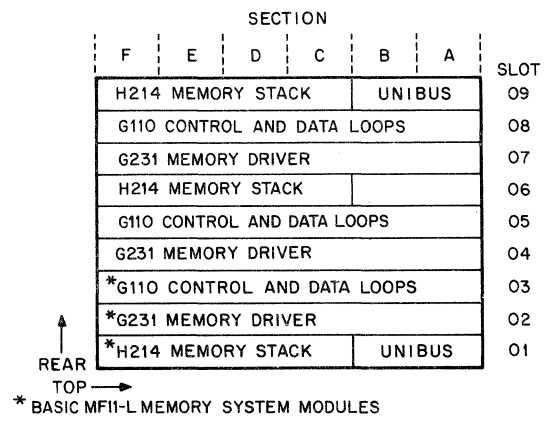 SECTION
F E D C B A
SLOT
H214 MEMORY STACK UNIBUS 09
G110 CONTROL AND DATA LOOPS 08
G231 MEMORY DRIVER 07
H214 MEMORY STACK 06
G110 CONTROL AND DATA LOOPS 05
G231 MEMORY DRIVER 04
*G110 CONTROL AND DATA LOOPS 03
*G231 MEMORY DRIVER 02
*H214 MEMORY STACK UNIBUS 01
REAR
TOP
* BASIC MF11-L MEMORY SYSTEM MODULES